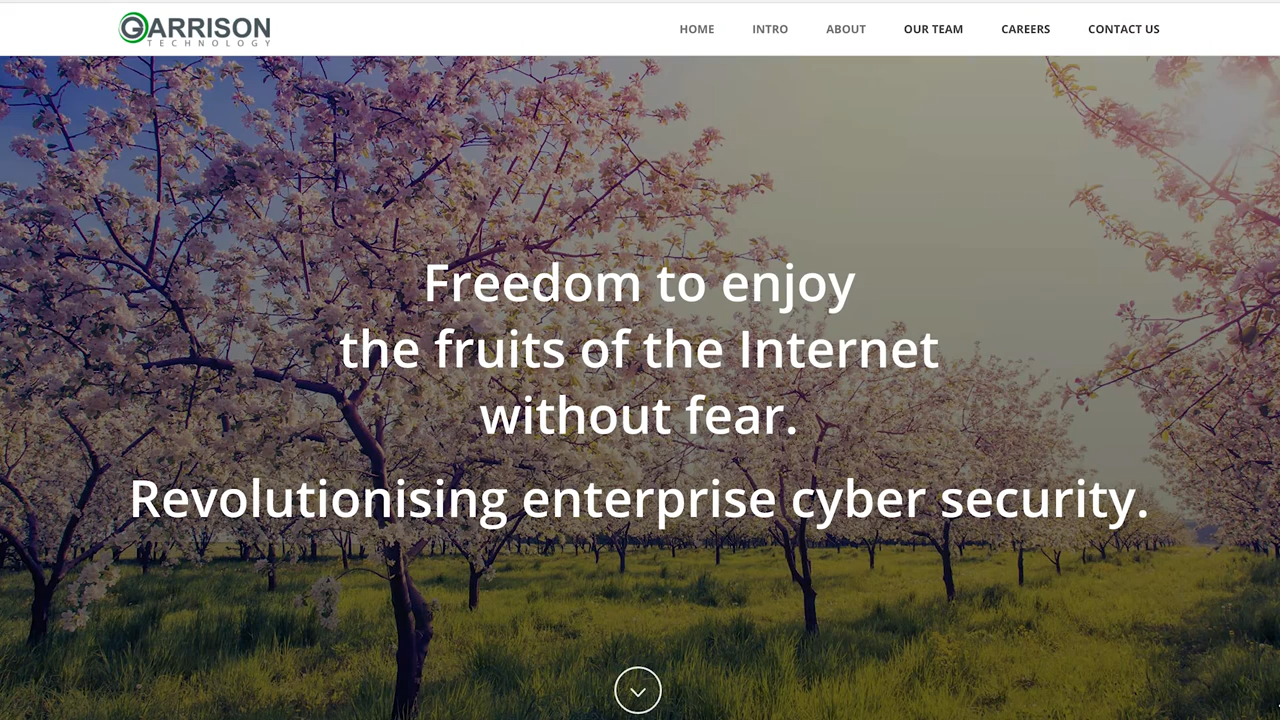 GARRISON
TECHNOLOGY
HOME INTRO ABOUT OUR TEAM CAREERS CONTACT US
Freedom to enjoy
the fruits of the Internet
without fear.
Revolutionising enterprise cyber security.